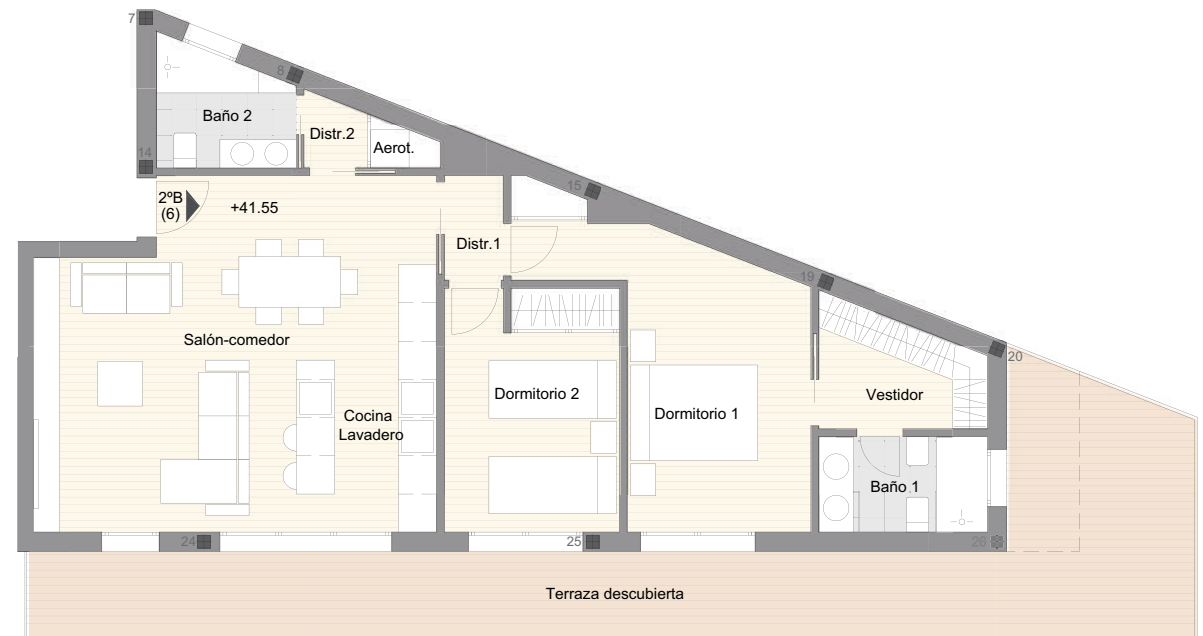 7
8
Baño 2
Distr.2
Aerot.
14
15
2ºB
(6)
+41.55
Distr.1
19
Salón-comedor
20
Dormitorio 2
Vestidor
Dormitorio 1
Cocina
Lavadero
Baño 1
24
25
26
Terraza descubierta